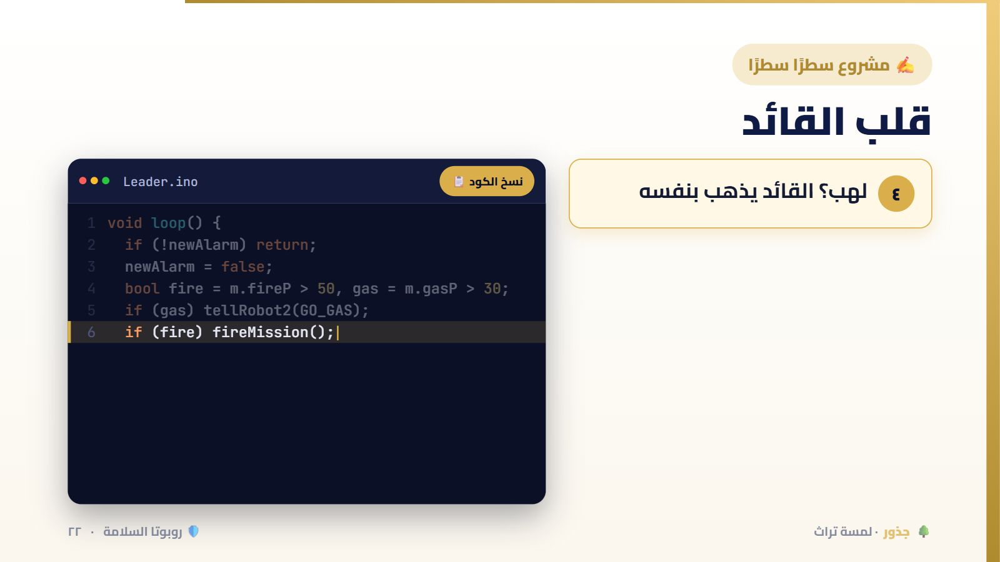 ✍️ مشروع سطرًا سطرًا
قلب القائد
٤ لهب؟ القائد يذهب بنفسه
Leader.ino
نسخ الكود 📋
1 void loop() {
2   if (!newAlarm) return;
3   newAlarm = false;
4   bool fire = m.fireP > 50, gas = m.gasP > 30;
5   if (gas) tellRobot2(GO_GAS);
6   if (fire) fireMission();
🌳 جذور · لمسة تراث
🛡️ روبوتا السلامة · ٢٢